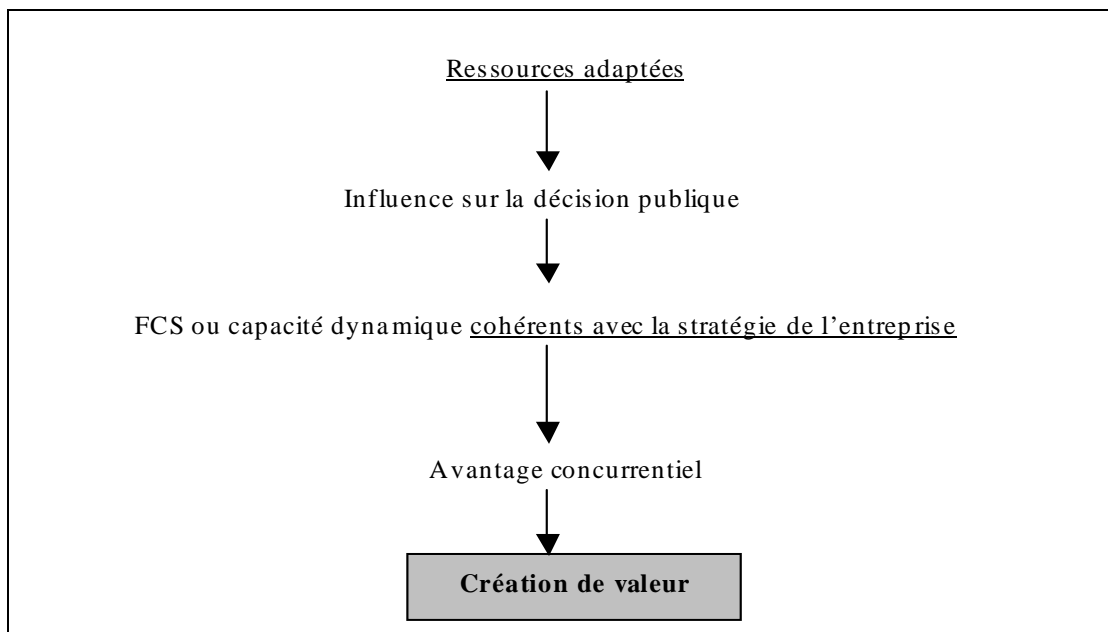 Ressources adaptées
Influence sur la décision publique
FCS ou capacité dynamique cohérents avec la stratégie de l’entreprise
Avantage concurrentiel
Création de valeur